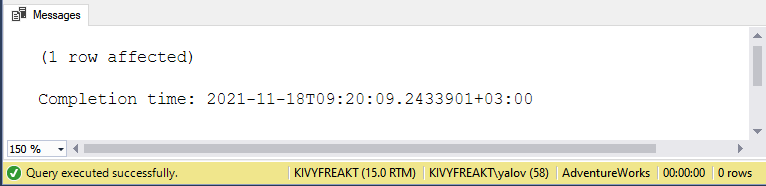 Messages
(1 row affected)
Completion time: 2021-11-18T09:20:09.2433901+03:00
150 %
Query executed successfully. KIVYFREAKT (15.0 RTM) KIVYFREAKT\yalov (58) AdventureWorks 00:00:00 0 rows